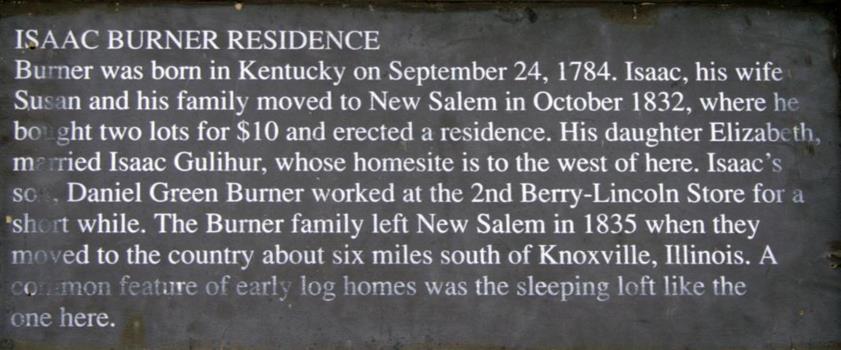 ISAAC BURNER RESIDENCE
Burner was born in Kentucky on September 24, 1784. Isaac, his wife
Susan and his family moved to New Salem in October 1832, where he
bought two lots for $10 and erected a residence. His daughter Elizabeth,
married Isaac Gulihur, whose homesite is to the west of here. Isaac's
son, Daniel Green Burner worked at the 2nd Berry-Lincoln Store for a
short while. The Burner family left New Salem in 1835 when they
moved to the country about six miles south of Knoxville, Illinois. A
common feature of early log homes was the sleeping loft like the
one here.